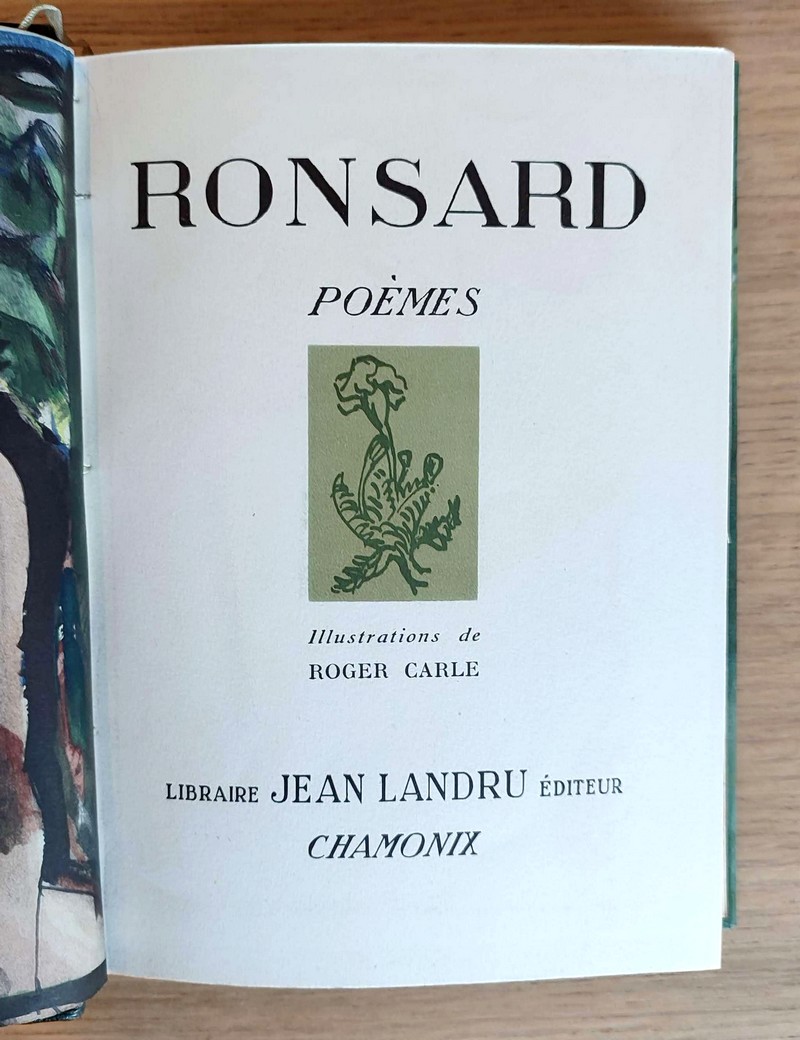 RONSARD
POÈMES
Illustrations de
ROGER CARLE
LIBRAIRE JEAN LANDRU ÉDITEUR
CHAMONIX